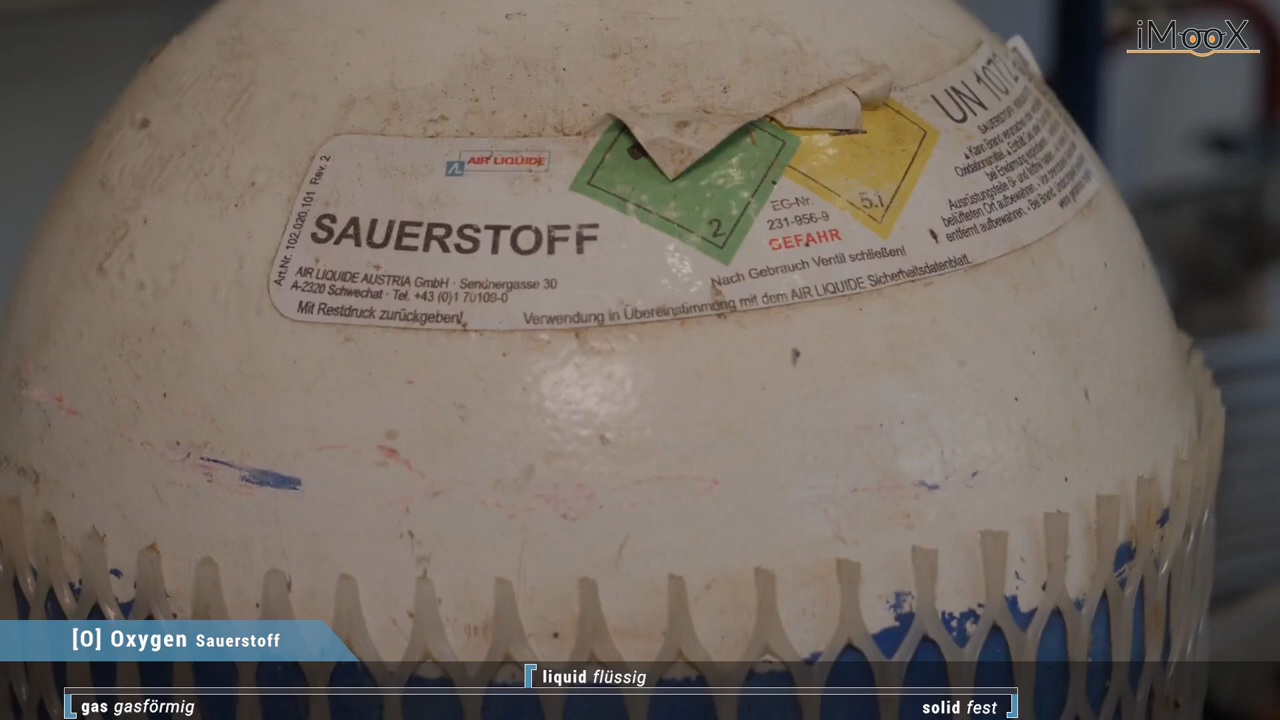 iMooX
UN 1072
AIR LIQUIDE
SAUERSTOFF
Art.Nr. 102.020.101 Rev. 2
AIR LIQUIDE AUSTRIA GmbH · Sendnergasse 30
A-2320 Schwechat · Tel. +43 (0)1 70109-0
Mit Restdruck zurückgeben!
2
5.1
EG-Nr.
231-956-9
GEFAHR
Nach Gebrauch Ventil schließen!
Verwendung in Übereinstimmung mit dem AIR LIQUIDE Sicherheitsdatenblatt.
[O] Oxygen Sauerstoff
liquid flüssig
gas gasförmig
solid fest